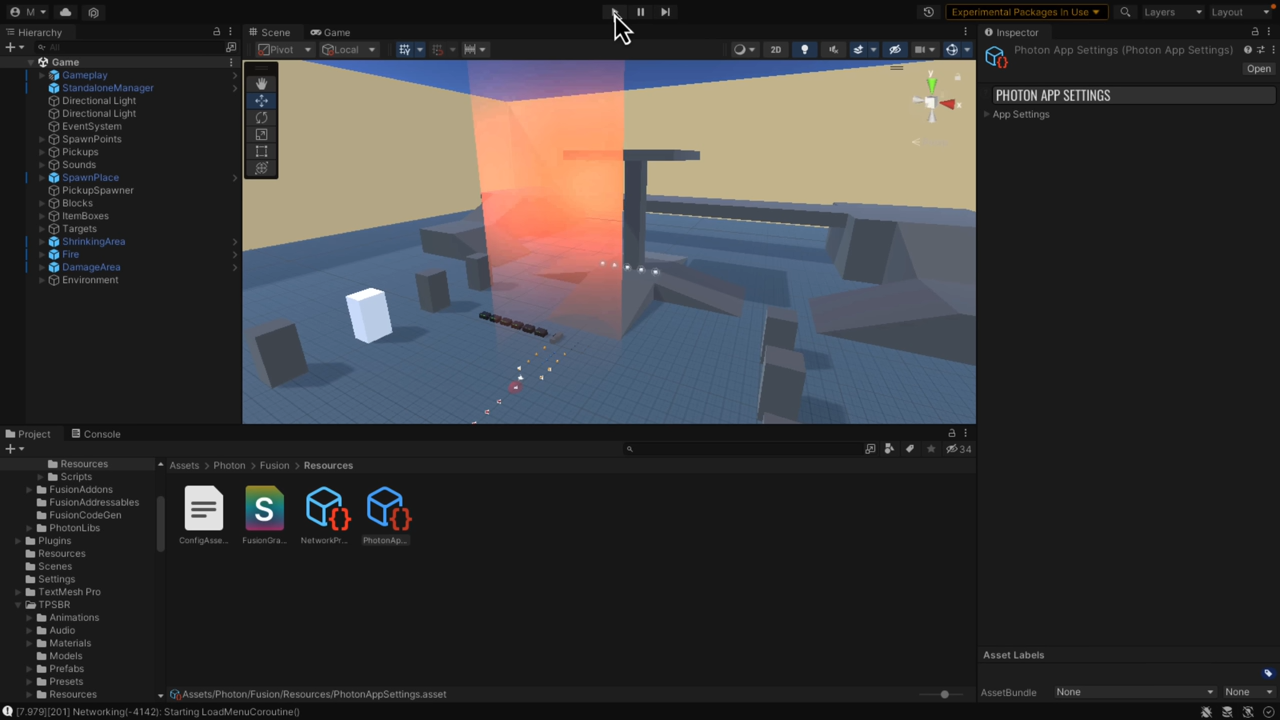 M
Experimental Packages In Use
Layers
Layout
Hierarchy
Scene
Game
Inspector
All
Pivot
Local
2D
Photon App Settings (Photon App Settings)
Open
Game
Gameplay
StandaloneManager
Directional Light
Directional Light
EventSystem
SpawnPoints
Pickups
Sounds
SpawnPlace
PickupSpawner
Blocks
ItemBoxes
Targets
ShrinkingArea
Fire
DamageArea
Environment
y
x
PHOTON APP SETTINGS
App Settings
Project
Console
34
Resources
Scripts
FusionAddons
FusionAddressables
FusionCodeGen
PhotonLibs
Plugins
Resources
Scenes
Settings
TextMesh Pro
TPSBR
Animations
Audio
Materials
Models
Prefabs
Presets
Resources
Assets > Photon > Fusion > Resources
S
ConfigAsse...
FusionGra...
NetworkPr...
PhotonAp...
Assets/Photon/Fusion/Resources/PhotonAppSettings.asset
Asset Labels
AssetBundle
None
None
[7.979][201] Networking(-4142): Starting LoadMenuCoroutine()